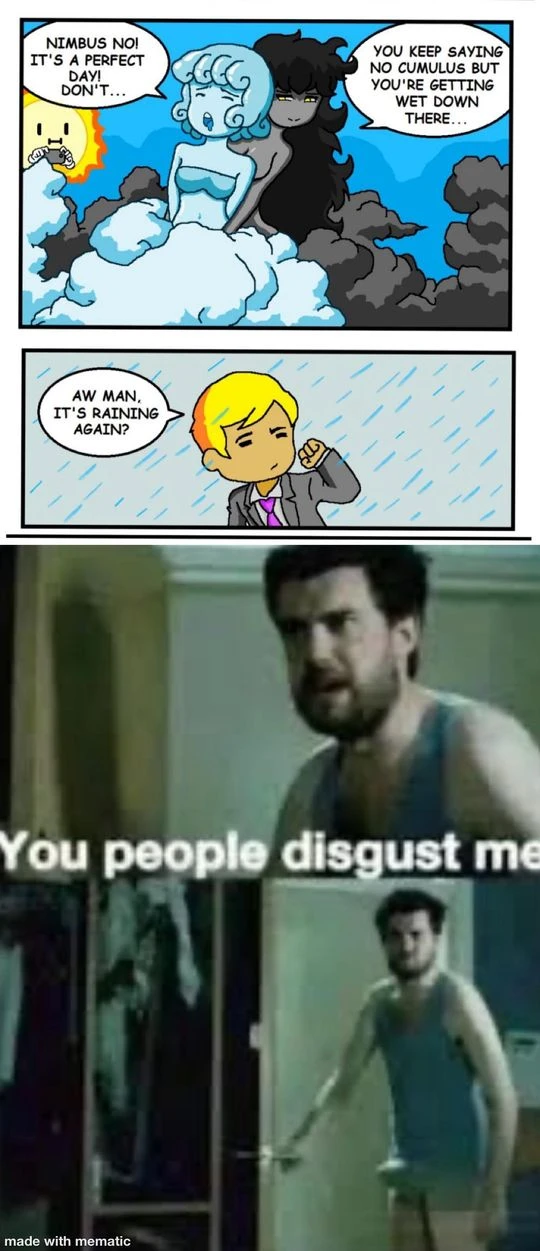 NIMBUS NO!
IT'S A PERFECT
DAY!
DON'T...
YOU KEEP SAYING
NO CUMULUS BUT
YOU'RE GETTING
WET DOWN
THERE...
AW MAN,
IT'S RAINING
AGAIN?
You people disgust me
made with mematic